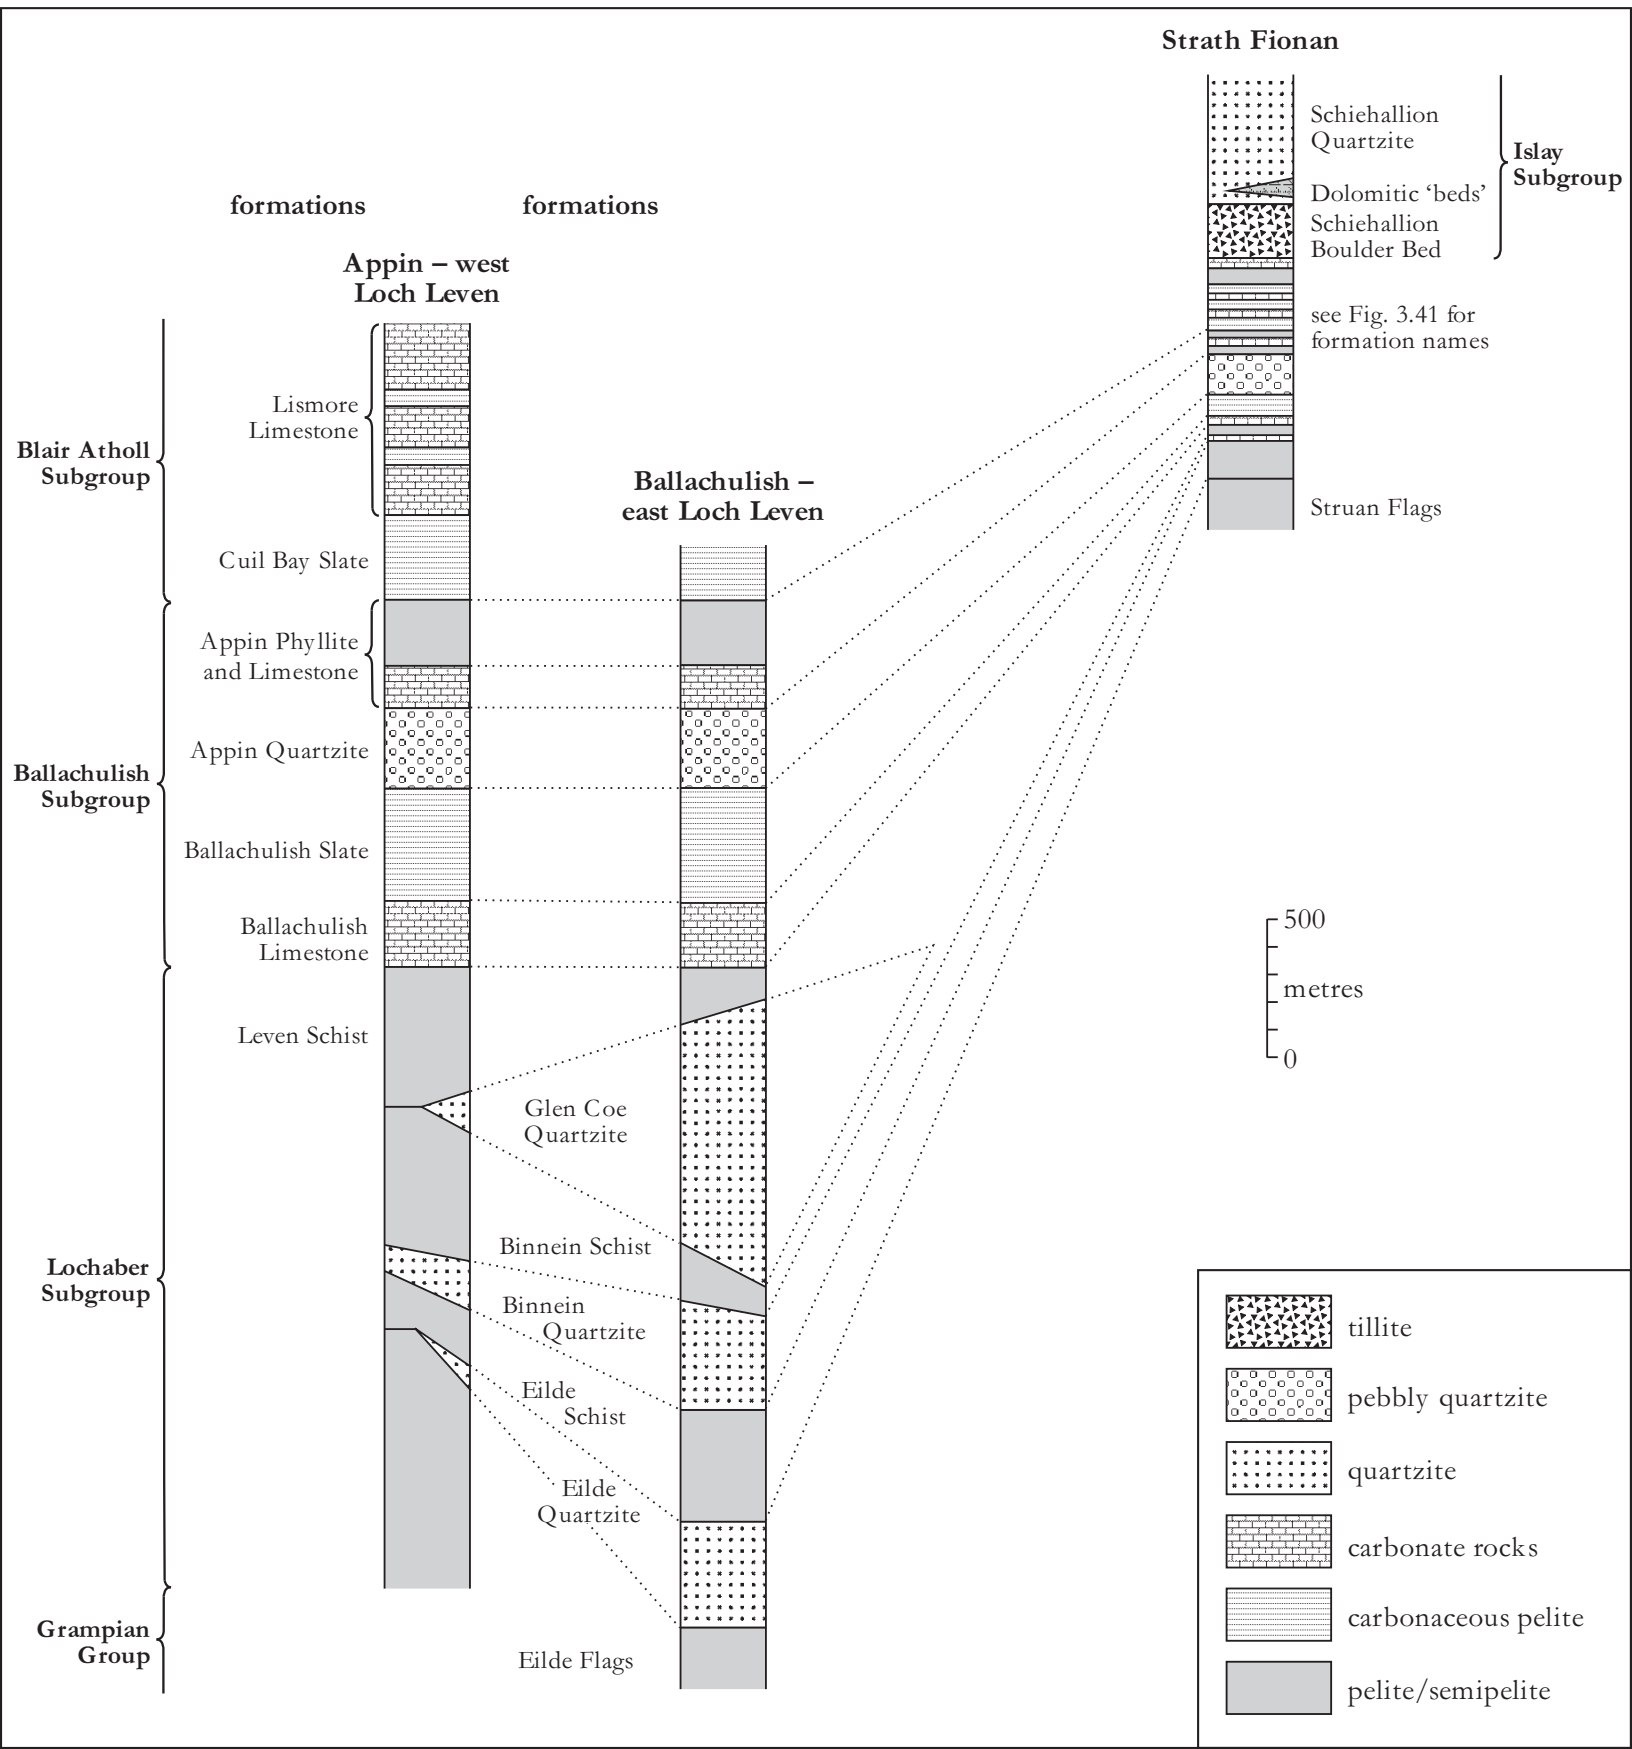 Strath Fionan
Schiehallion
Quartzite
Islay
Subgroup
Dolomitic ‘beds’
Schiehallion
Boulder Bed
see Fig. 3.41 for
formation names
Struan Flags
formations
formations
Appin – west
Loch Leven
Ballachulish –
east Loch Leven
Blair Atholl
Subgroup
Lismore
Limestone
Cuil Bay Slate
Ballachulish
Subgroup
Appin Phyllite
and Limestone
Appin Quartzite
Ballachulish Slate
Ballachulish
Limestone
Lochaber
Subgroup
Leven Schist
Glen Coe
Quartzite
Binnein Schist
Binnein
Quartzite
Eilde
Schist
Eilde
Quartzite
Grampian
Group
Eilde Flags
500
metres
0
tillite
pebbly quartzite
quartzite
carbonate rocks
carbonaceous pelite
pelite/semipelite